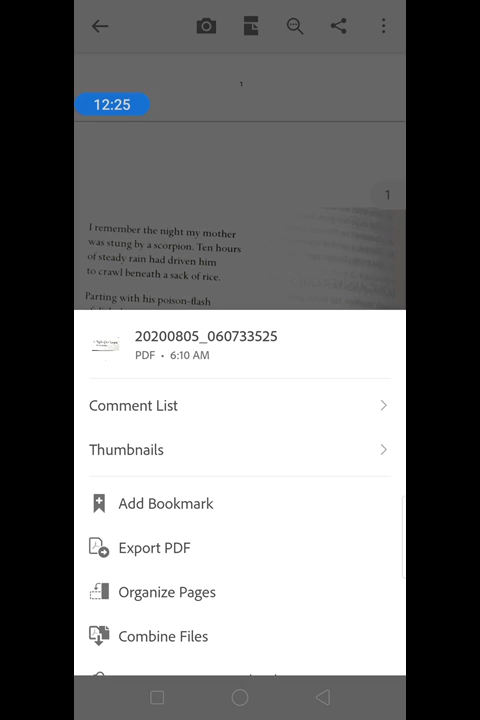 1
12:25
1
I remember the night my mother
was stung by a scorpion. Ten hours
of steady rain had driven him
to crawl beneath a sack of rice.
Parting with his poison-flash
20200805_060733525
PDF • 6:10 AM
Comment List
Thumbnails
Add Bookmark
Export PDF
Organize Pages
Combine Files